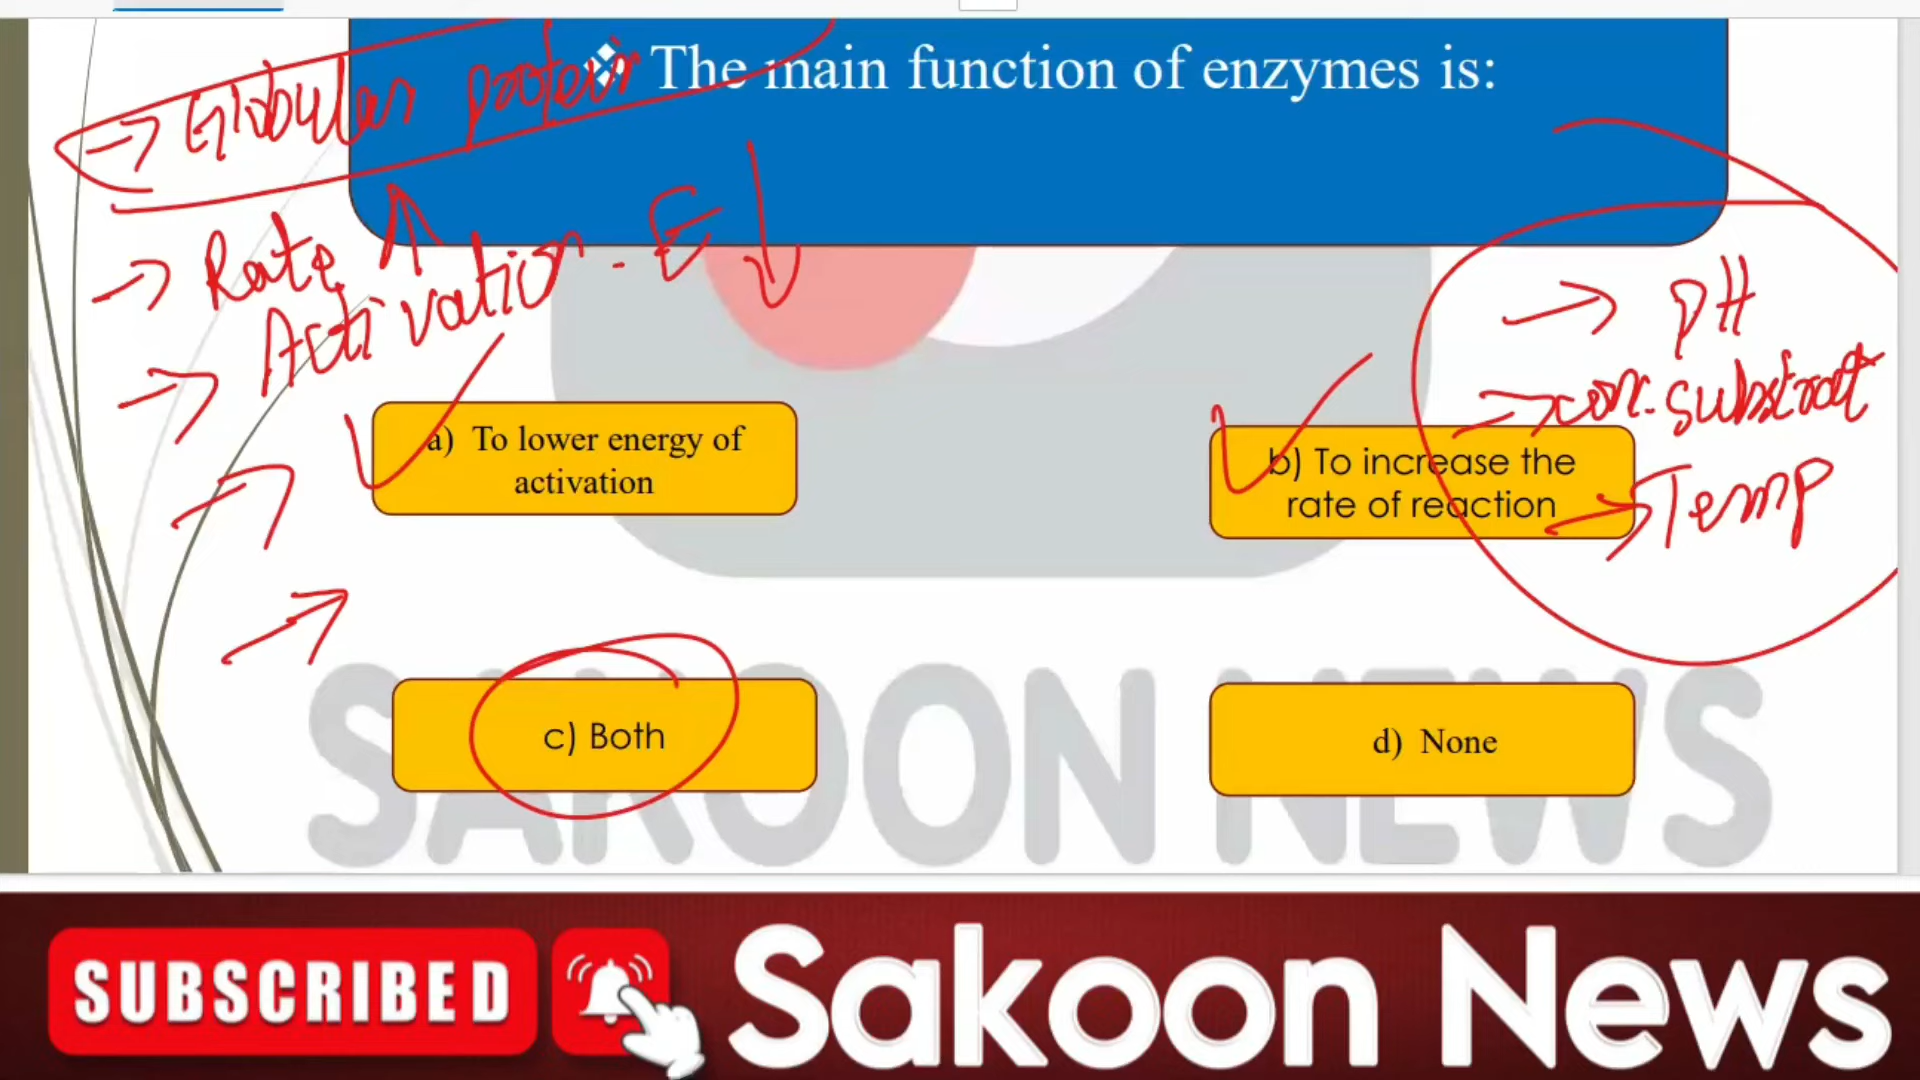 ❖ The main function of enzymes is:
→ Globular protein
→ Rate ↑
→ Activation. E ↓
→ pH
→ con. substrat
→ Temp
a) To lower energy of
activation
b) To increase the
rate of reaction
c) Both
d) None
SAKOON NEWS
SUBSCRIBED
Sakoon News